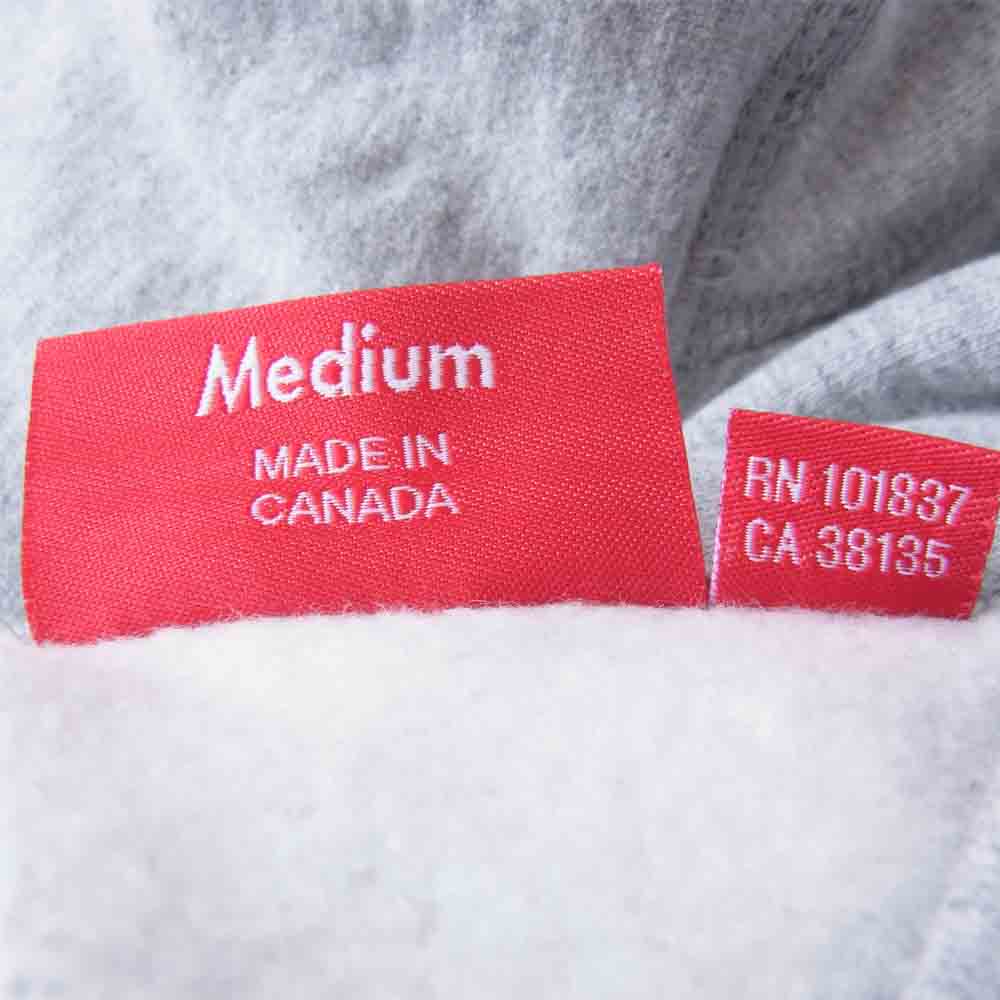 Medium
MADE IN
CANADA
RN 101837
CA 38135